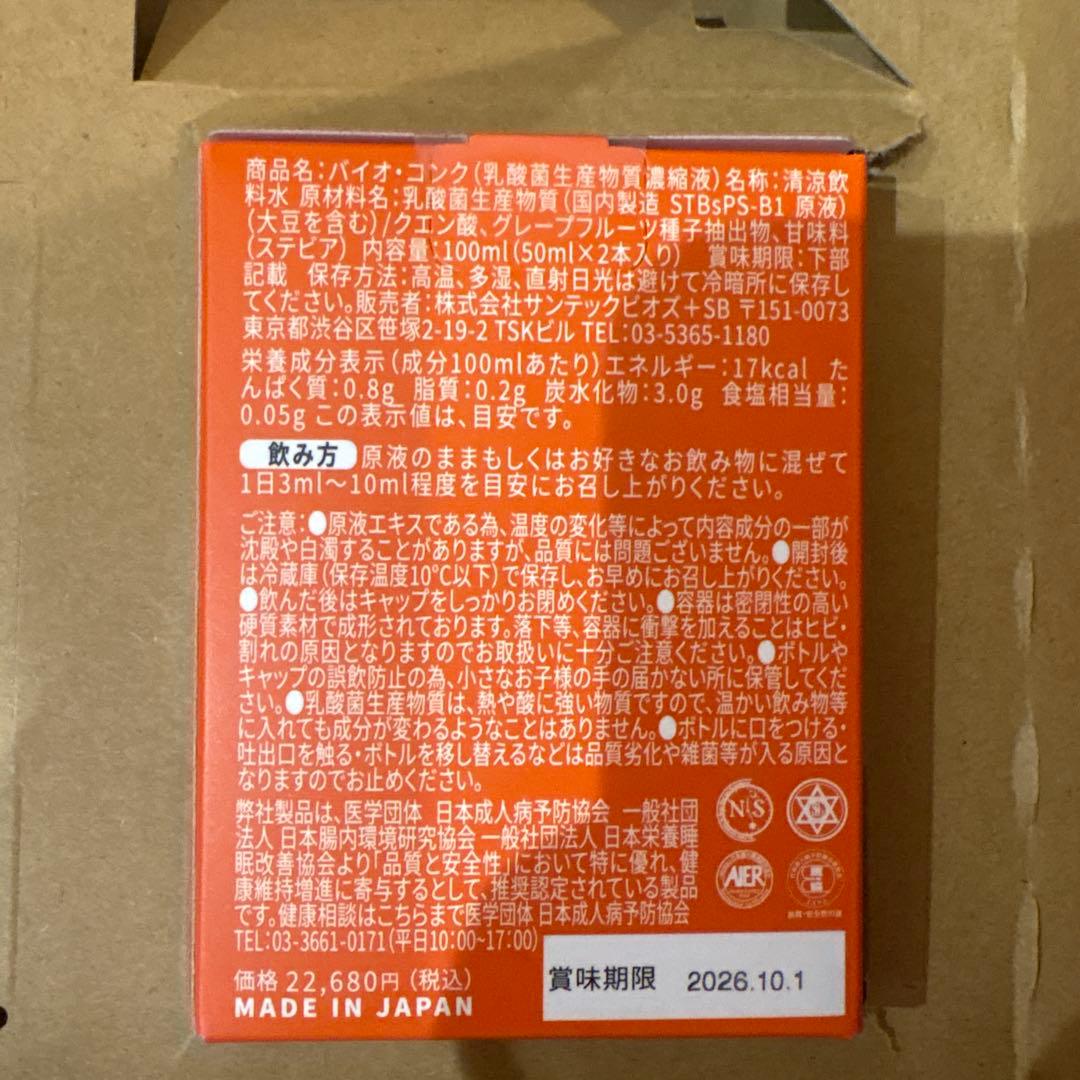 商品名：バイオ・コンク（乳酸菌生産物質濃縮液）名称：清涼飲
料水 原材料名：乳酸菌生産物質（国内製造 STBsPS-B1 原液）
（大豆を含む）/クエン酸、グレープフルーツ種子抽出物、甘味料
（ステビア） 内容量：100ml（50ml×2本入り） 賞味期限：下部
記載 保存方法：高温、多湿、直射日光は避けて冷暗所に保存し
てください。販売者：株式会社サンテックビオズ＋SB 〒151-0073
東京都渋谷区笹塚2-19-2 TSKビル TEL：03-5365-1180
栄養成分表示（成分100mlあたり）エネルギー：17kcal た
んぱく質：0.8g 脂質：0.2g 炭水化物：3.0g 食塩相当量：
0.05g この表示値は、目安です。
飲み方 原液のままもしくはお好きなお飲み物に混ぜて
1日3ml～10ml程度を目安にお召し上がりください。
ご注意：●原液エキスである為、温度の変化等によって内容成分の一部が
沈殿や白濁することがありますが、品質には問題ございません。●開封後
は冷蔵庫（保存温度10℃以下）で保存し、お早めにお召し上がりください。
●飲んだ後はキャップをしっかりお閉めください。●容器は密閉性の高い
硬質素材で成形されております。落下等、容器に衝撃を加えることはヒビ・
割れの原因となりますのでお取扱いに十分ご注意ください。●ボトルや
キャップの誤飲防止の為、小さなお子様の手の届かない所に保管してくだ
さい。●乳酸菌生産物質は、熱や酸に強い物質ですので、温かい飲み物等
に入れても成分が変わるようなことはありません。●ボトルに口をつける・
吐出口を触る・ボトルを移し替えるなどは品質劣化や雑菌等が入る原因と
なりますのでお止めください。
弊社製品は、医学団体 日本成人病予防協会 一般社団
法人 日本腸内環境研究協会 一般社団法人 日本栄養睡
眠改善協会より「品質と安全性」において特に優れ、健
康維持増進に寄与するとして、推奨認定されている製品
です。健康相談はこちらまで医学団体 日本成人病予防協会
TEL：03-3661-0171（平日10：00~17：00）
NS
AIER
価格 22,680円（税込）
MADE IN JAPAN
賞味期限 2026.10.1